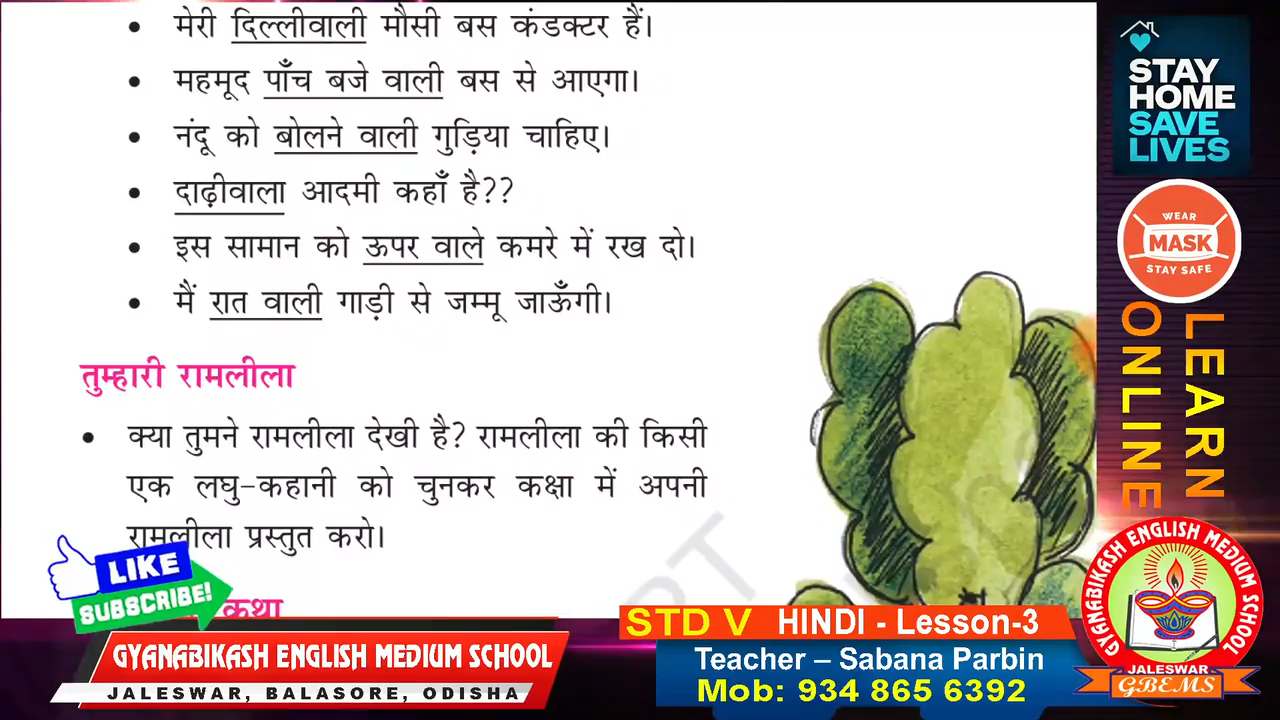 • मेरी दिल्लीवाली मौसी बस कंडक्टर हैं।
• महमूद पाँच बजे वाली बस से आएगा।
• नंदू को बोलने वाली गुड़िया चाहिए।
• दाढ़ीवाला आदमी कहाँ है??
• इस सामान को ऊपर वाले कमरे में रख दो।
• मैं रात वाली गाड़ी से जम्मू जाऊँगी।
तुम्हारी रामलीला
• क्या तुमने रामलीला देखी है? रामलीला की किसी
एक लघु-कहानी को चुनकर कक्षा में अपनी
रामलीला प्रस्तुत करो।
कथा
LIKE
SUBSCRIBE!
GYANABIKASH ENGLISH MEDIUM SCHOOL
JALESWAR, BALASORE, ODISHA
STD V HINDI - Lesson-3
Teacher – Sabana Parbin
Mob: 934 865 6392
STAY
HOME
SAVE
LIVES
WEAR
MASK
STAY SAFE
LEARN
ONLINE
GYANABIKASH ENGLISH MEDIUM SCHOOL
JALESWAR
GBEMS